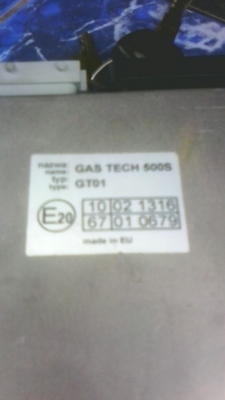 nazwa: GAS TECH 500S
name:
typ: GT01
type:
E20 10 02 1316
67 01 0679
made in EU